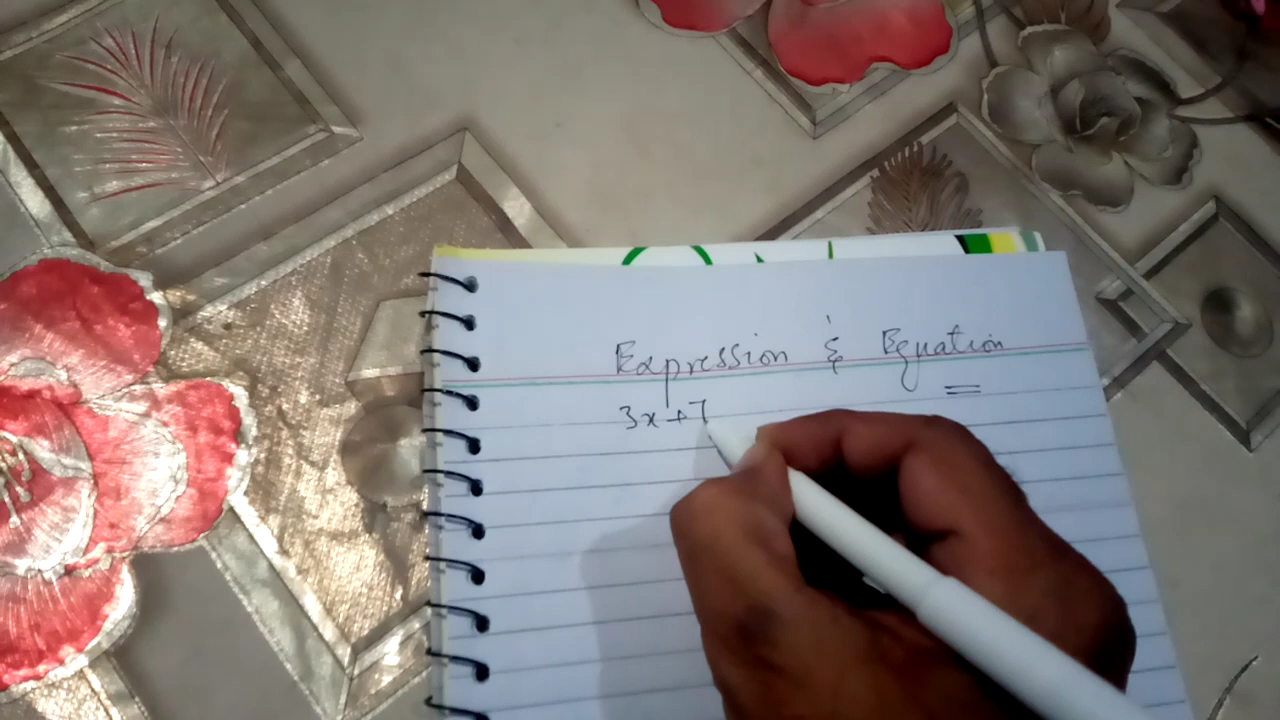 Expression & Equation
=
3x+7